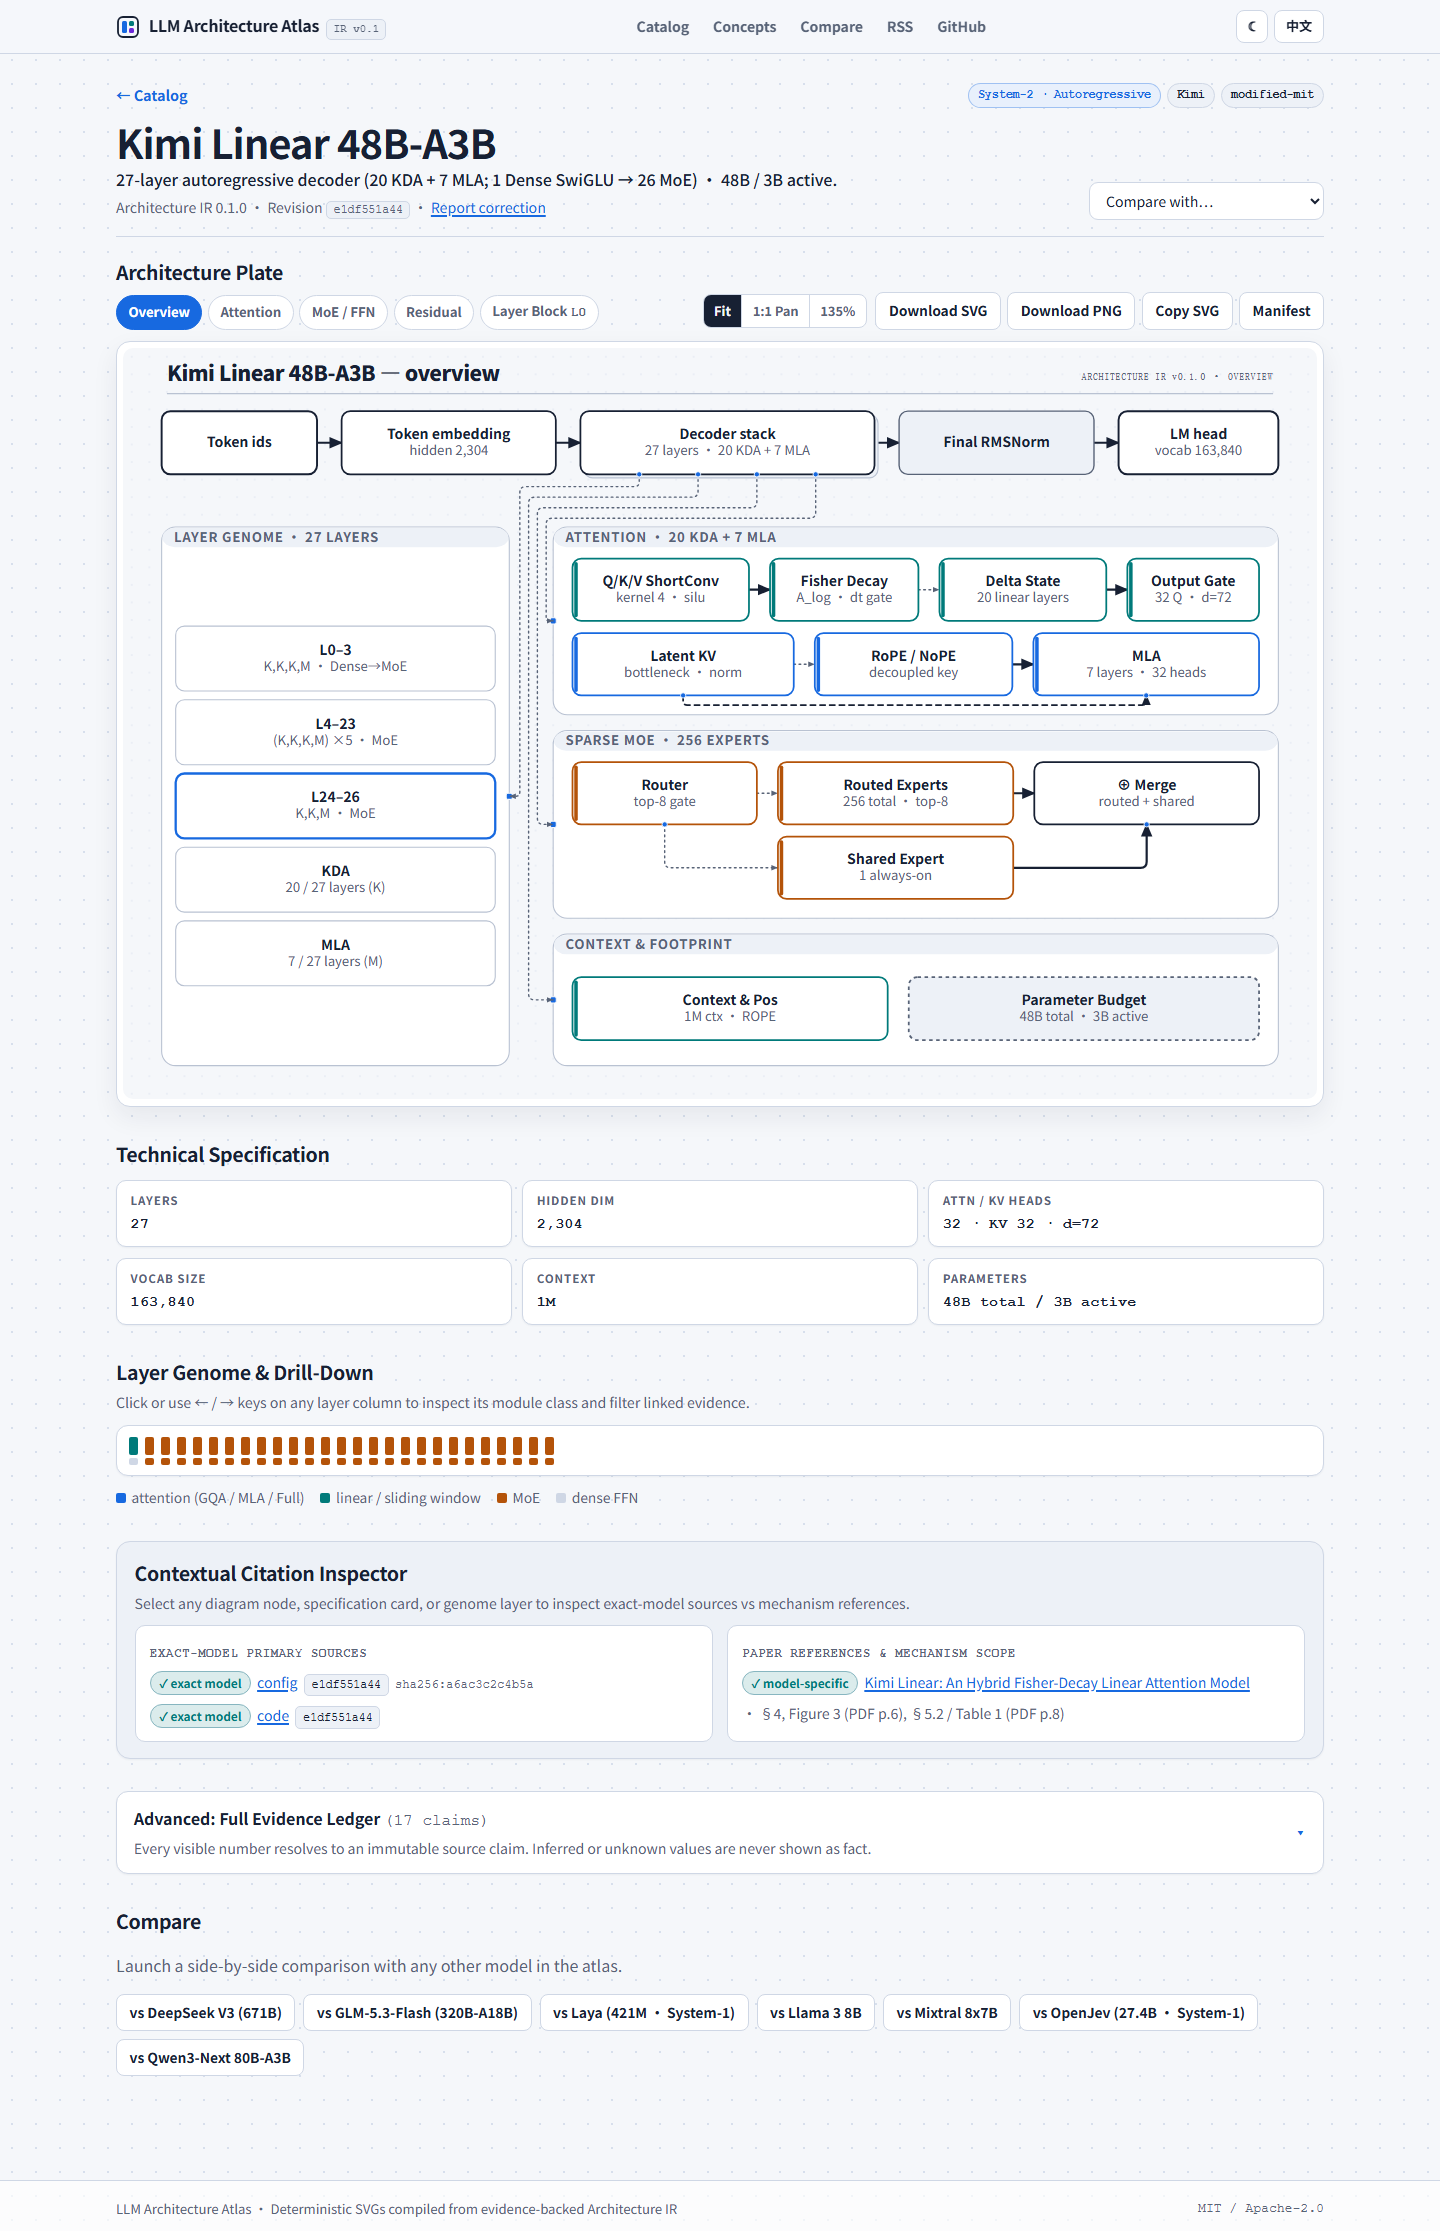 LLM Architecture Atlas IR v0.1
Catalog Concepts Compare RSS GitHub
中文
← Catalog
System-2 · Autoregressive Kimi modified-mit
Kimi Linear 48B-A3B
27-layer autoregressive decoder (20 KDA + 7 MLA; 1 Dense SwiGLU → 26 MoE) • 48B / 3B active.
Architecture IR 0.1.0 • Revision e1df551a44 • Report correction
Compare with…
Architecture Plate
Overview Attention MoE / FFN Residual Layer Block L0
Fit 1:1 Pan 135% Download SVG Download PNG Copy SVG Manifest
Kimi Linear 48B-A3B — overview
ARCHITECTURE IR v0.1.0 • OVERVIEW
Token ids
Token embedding
hidden 2,304
Decoder stack
27 layers • 20 KDA + 7 MLA
Final RMSNorm
LM head
vocab 163,840
LAYER GENOME • 27 LAYERS
L0–3
K,K,K,M • Dense→MoE
L4–23
(K,K,K,M) ×5 • MoE
L24–26
K,K,M • MoE
KDA
20 / 27 layers (K)
MLA
7 / 27 layers (M)
ATTENTION • 20 KDA + 7 MLA
Q/K/V ShortConv
kernel 4 • silu
Fisher Decay
A_log • dt gate
Delta State
20 linear layers
Output Gate
32 Q • d=72
Latent KV
bottleneck • norm
RoPE / NoPE
decoupled key
MLA
7 layers • 32 heads
SPARSE MOE • 256 EXPERTS
Router
top-8 gate
Routed Experts
256 total • top-8
⊕ Merge
routed + shared
Shared Expert
1 always-on
CONTEXT & FOOTPRINT
Context & Pos
1M ctx • ROPE
Parameter Budget
48B total • 3B active
Technical Specification
LAYERS
27
HIDDEN DIM
2,304
ATTN / KV HEADS
32 · KV 32 · d=72
VOCAB SIZE
163,840
CONTEXT
1M
PARAMETERS
48B total / 3B active
Layer Genome & Drill-Down
Click or use ← / → keys on any layer column to inspect its module class and filter linked evidence.
attention (GQA / MLA / Full) linear / sliding window MoE dense FFN
Contextual Citation Inspector
Select any diagram node, specification card, or genome layer to inspect exact-model sources vs mechanism references.
EXACT-MODEL PRIMARY SOURCES
✓ exact model config e1df551a44 sha256:a6ac3c2c4b5a
✓ exact model code e1df551a44
PAPER REFERENCES & MECHANISM SCOPE
✓ model-specific Kimi Linear: An Hybrid Fisher-Decay Linear Attention Model
• § 4, Figure 3 (PDF p.6), § 5.2 / Table 1 (PDF p.8)
Advanced: Full Evidence Ledger (17 claims)
Every visible number resolves to an immutable source claim. Inferred or unknown values are never shown as fact.
Compare
Launch a side-by-side comparison with any other model in the atlas.
vs DeepSeek V3 (671B) vs GLM-5.3-Flash (320B-A18B) vs Laya (421M • System-1) vs Llama 3 8B vs Mixtral 8x7B vs OpenJev (27.4B • System-1)
vs Qwen3-Next 80B-A3B
LLM Architecture Atlas • Deterministic SVGs compiled from evidence-backed Architecture IR
MIT / Apache-2.0